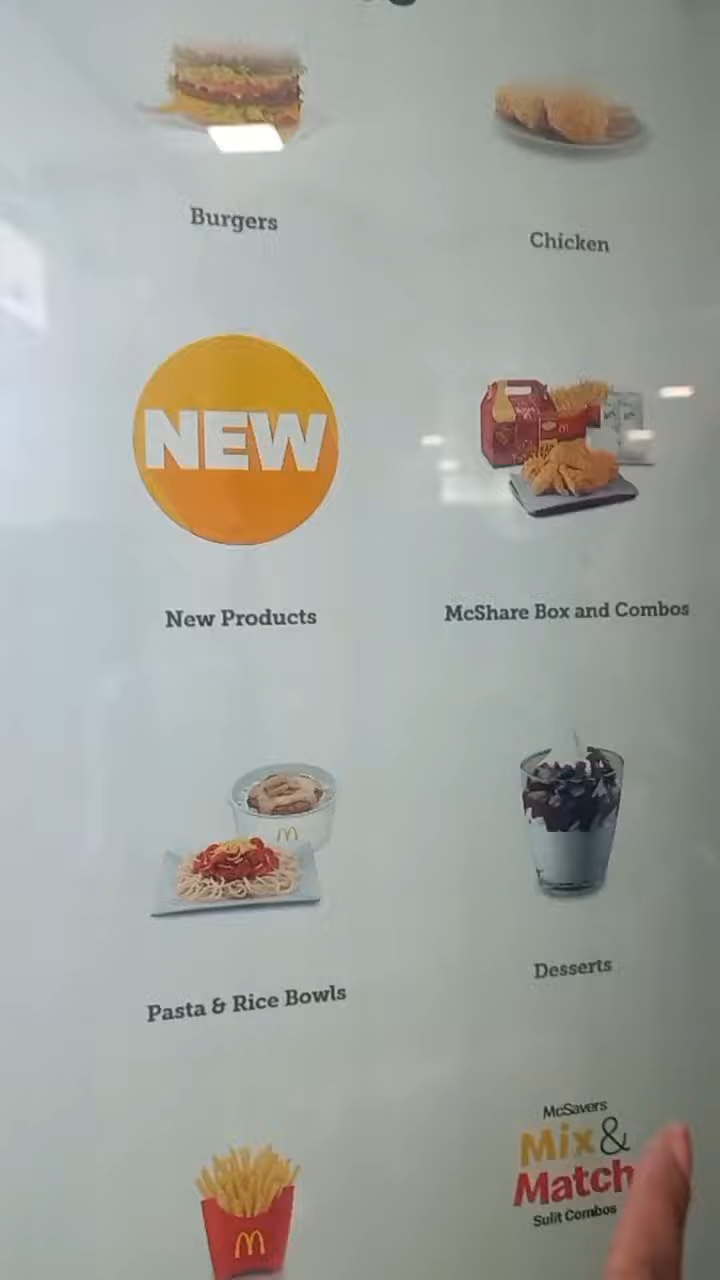 Burgers
Chicken
NEW
New Products
McShare Box and Combos
Pasta & Rice Bowls
Desserts
McSavers
Mix &
Match
Sulit Combos